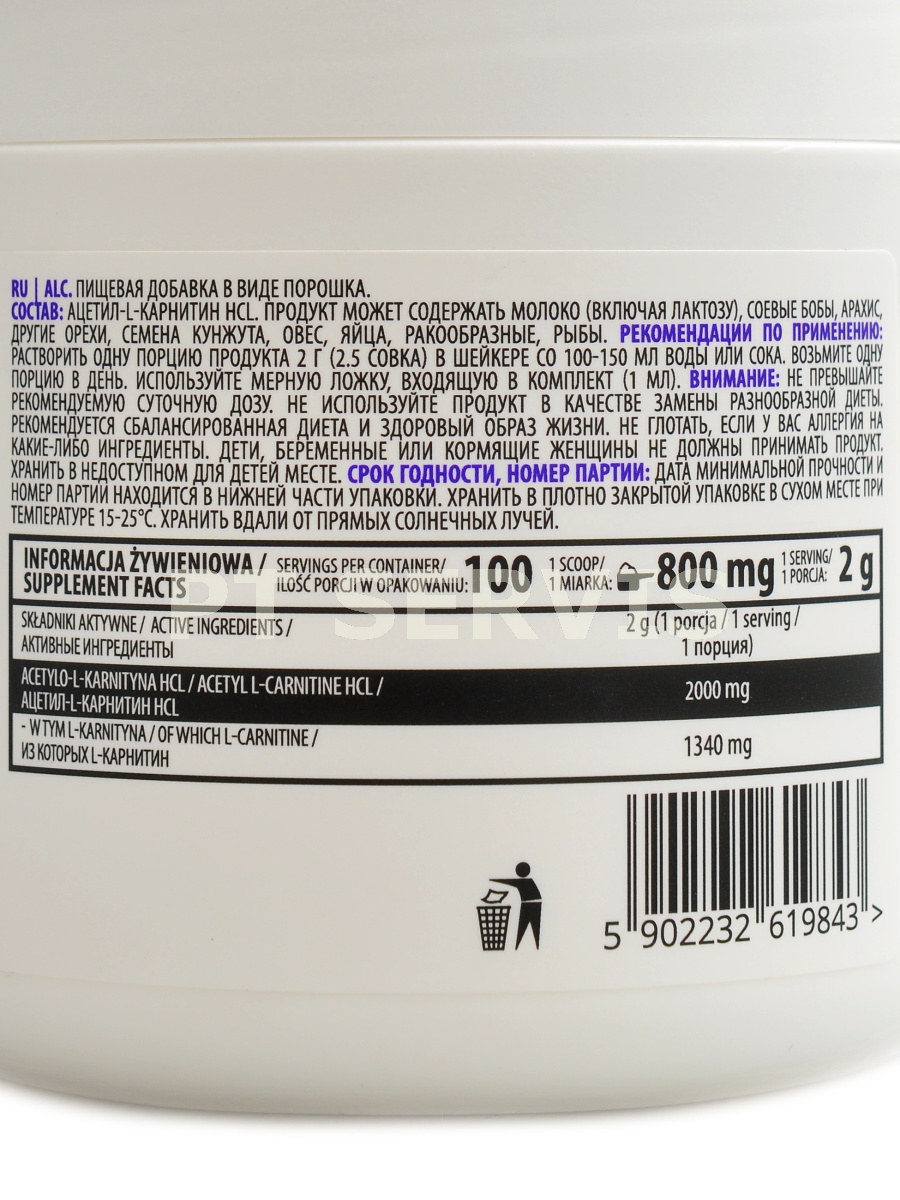 RU | ALC. ПИЩЕВАЯ ДОБАВКА В ВИДЕ ПОРОШКА.
СОСТАВ: АЦЕТИЛ-L-КАРНИТИН HCL. ПРОДУКТ МОЖЕТ СОДЕРЖАТЬ МОЛОКО (ВКЛЮЧАЯ ЛАКТОЗУ), СОЕВЫЕ БОБЫ, АРАХИС,
ДРУГИЕ ОРЕХИ, СЕМЕНА КУНЖУТА, ОВЕС, ЯЙЦА, РАКООБРАЗНЫЕ, РЫБЫ. РЕКОМЕНДАЦИИ ПО ПРИМЕНЕНИЮ:
РАСТВОРИТЬ ОДНУ ПОРЦИЮ ПРОДУКТА 2 Г (2.5 СОВКА) В ШЕЙКЕРЕ СО 100-150 МЛ ВОДЫ ИЛИ СОКА. ВОЗЬМИТЕ ОДНУ
ПОРЦИЮ В ДЕНЬ. ИСПОЛЬЗУЙТЕ МЕРНУЮ ЛОЖКУ, ВХОДЯЩУЮ В КОМПЛЕКТ (1 МЛ). ВНИМАНИЕ: НЕ ПРЕВЫШАЙТЕ
РЕКОМЕНДУЕМУЮ СУТОЧНУЮ ДОЗУ. НЕ ИСПОЛЬЗУЙТЕ ПРОДУКТ В КАЧЕСТВЕ ЗАМЕНЫ РАЗНООБРАЗНОЙ ДИЕТЫ.
РЕКОМЕНДУЕТСЯ СБАЛАНСИРОВАННАЯ ДИЕТА И ЗДОРОВЫЙ ОБРАЗ ЖИЗНИ. НЕ ГЛОТАТЬ, ЕСЛИ У ВАС АЛЛЕРГИЯ НА
КАКИЕ-ЛИБО ИНГРЕДИЕНТЫ. ДЕТИ, БЕРЕМЕННЫЕ ИЛИ КОРМЯЩИЕ ЖЕНЩИНЫ НЕ ДОЛЖНЫ ПРИНИМАТЬ ПРОДУКТ.
ХРАНИТЬ В НЕДОСТУПНОМ ДЛЯ ДЕТЕЙ МЕСТЕ. СРОК ГОДНОСТИ, НОМЕР ПАРТИИ: ДАТА МИНИМАЛЬНОЙ ПРОЧНОСТИ И
НОМЕР ПАРТИИ НАХОДИТСЯ В НИЖНЕЙ ЧАСТИ УПАКОВКИ. ХРАНИТЬ В ПЛОТНО ЗАКРЫТОЙ УПАКОВКЕ В СУХОМ МЕСТЕ ПРИ
ТЕМПЕРАТУРЕ 15-25°C. ХРАНИТЬ ВДАЛИ ОТ ПРЯМЫХ СОЛНЕЧНЫХ ЛУЧЕЙ.
INFORMACJA ŻYWIENIOWA /
SUPPLEMENT FACTS
SERVINGS PER CONTAINER/
ILOŚĆ PORCJI W OPAKOWANIU:
100
1 SCOOP/
1 MIARKA:
800 mg
1 SERVING/
1 PORCJA:
2 g
PT SERVIS
SKŁADNIKI AKTYWNE / ACTIVE INGREDIENTS /
АКТИВНЫЕ ИНГРЕДИЕНТЫ
2 g (1 porcja / 1 serving /
1 порция)
ACETYLO-L-KARNITYNA HCL / ACETYL L-CARNITINE HCL /
АЦЕТИЛ-L-КАРНИТИН HCL
2000 mg
- W TYM L-KARNITYNA / OF WHICH L-CARNITINE /
ИЗ КОТОРЫХ L-КАРНИТИН
1340 mg
5 902232 619843 >